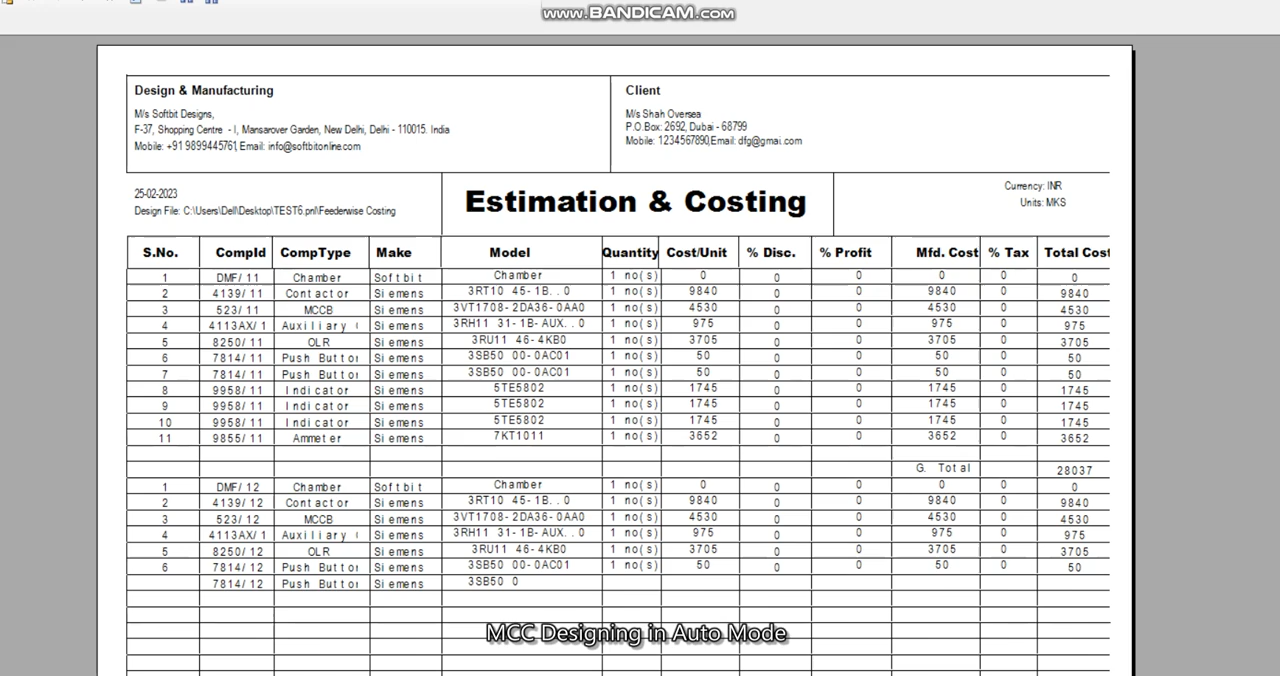 www.BANDICAM.com
Design & Manufacturing
M/s Softbit Designs,
F-37, Shopping Centre - I, Mansarover Garden, New Delhi, Delhi - 110015. India
Mobile: +91 9899445761, Email: info@softbitonline.com
Client
M/s Shah Oversea
P.O.Box: 2692, Dubai - 68799
Mobile: 1234567890,Email: dfg@gmai.com
25-02-2023
Design File: C:\Users\Dell\Desktop\TEST6.pnl\Feederwise Costing
Estimation & Costing
Currency: INR
Units: MKS
S.No. CompId CompType Make Model Quantity Cost/Unit % Disc. % Profit Mfd. Cost % Tax Total Cost
1 DMF/11 Chamber Softbit Chamber 1 no(s) 0 0 0 0 0 0
2 4139/11 Contactor Siemens 3RT10 45-1B..0 1 no(s) 9840 0 0 9840 0 9840
3 523/11 MCCB Siemens 3VT1708-2DA36-0AA0 1 no(s) 4530 0 0 4530 0 4530
4 4113AX/1 Auxiliary ( Siemens 3RH11 31-1B-AUX..0 1 no(s) 975 0 0 975 0 975
5 8250/11 OLR Siemens 3RU11 46-4KB0 1 no(s) 3705 0 0 3705 0 3705
6 7814/11 Push Buttor Siemens 3SB50 00-0AC01 1 no(s) 50 0 0 50 0 50
7 7814/11 Push Buttor Siemens 3SB50 00-0AC01 1 no(s) 50 0 0 50 0 50
8 9958/11 Indicator Siemens 5TE5802 1 no(s) 1745 0 0 1745 0 1745
9 9958/11 Indicator Siemens 5TE5802 1 no(s) 1745 0 0 1745 0 1745
10 9958/11 Indicator Siemens 5TE5802 1 no(s) 1745 0 0 1745 0 1745
11 9855/11 Ammeter Siemens 7KT1011 1 no(s) 3652 0 0 3652 0 3652
G. Total 28037
1 DMF/12 Chamber Softbit Chamber 1 no(s) 0 0 0 0 0 0
2 4139/12 Contactor Siemens 3RT10 45-1B..0 1 no(s) 9840 0 0 9840 0 9840
3 523/12 MCCB Siemens 3VT1708-2DA36-0AA0 1 no(s) 4530 0 0 4530 0 4530
4 4113AX/1 Auxiliary ( Siemens 3RH11 31-1B-AUX..0 1 no(s) 975 0 0 975 0 975
5 8250/12 OLR Siemens 3RU11 46-4KB0 1 no(s) 3705 0 0 3705 0 3705
6 7814/12 Push Buttor Siemens 3SB50 00-0AC01 1 no(s) 50 0 0 50 0 50
7814/12 Push Buttor Siemens 3SB50 0
MCC Designing in Auto Mode